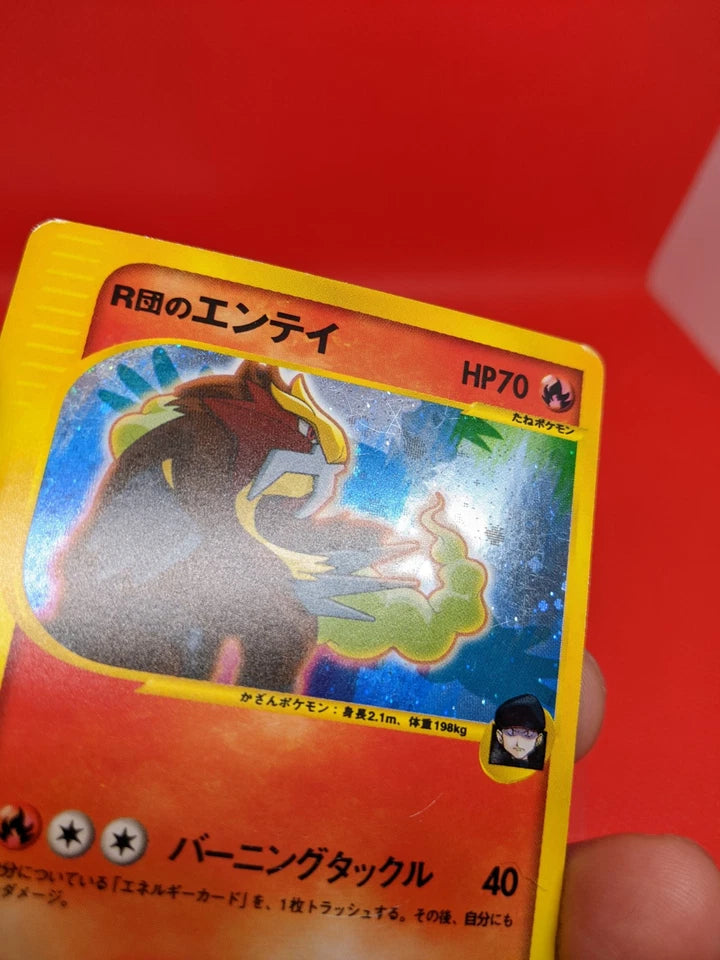 R団のエンテイ
HP70
たねポケモン
かざんポケモン：身長2.1m、体重198kg
バーニングタックル 40
分についている「エネルギーカード」を、1枚トラッシュする。その後、自分にも
ダメージ。